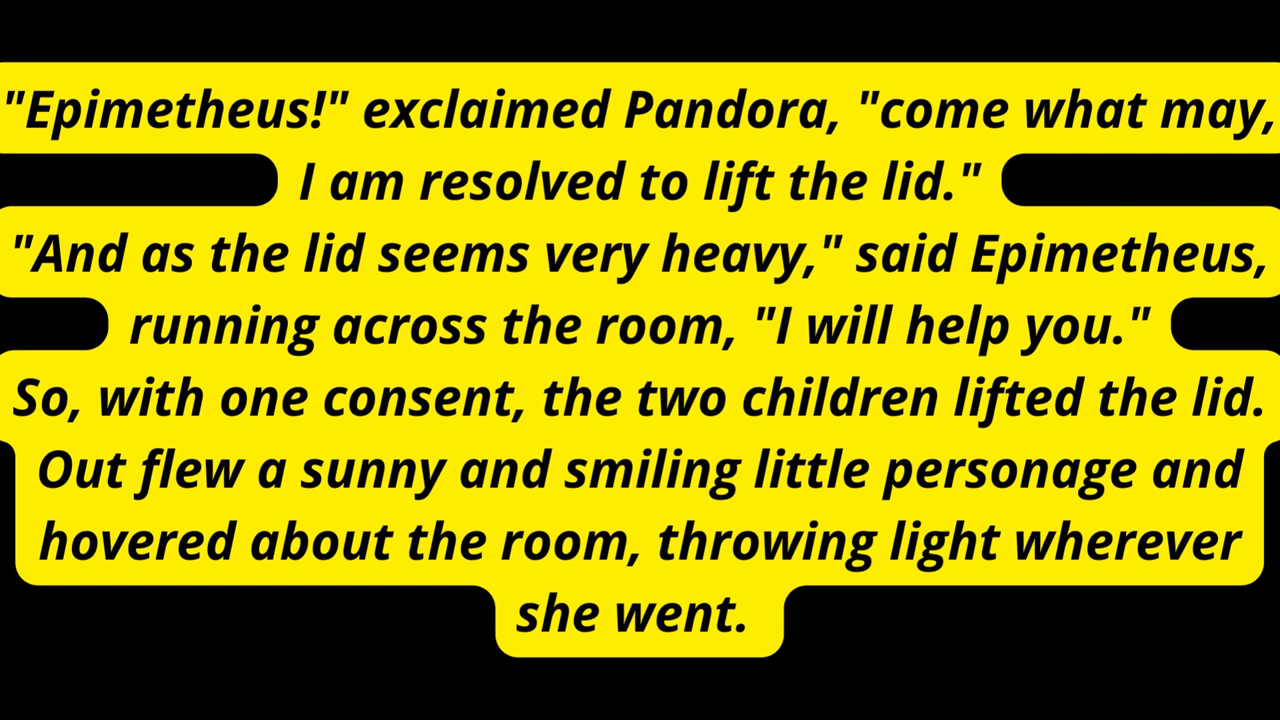 "Epimetheus!" exclaimed Pandora, "come what may,
I am resolved to lift the lid."
"And as the lid seems very heavy," said Epimetheus,
running across the room, "I will help you."
So, with one consent, the two children lifted the lid.
Out flew a sunny and smiling little personage and
hovered about the room, throwing light wherever
she went.